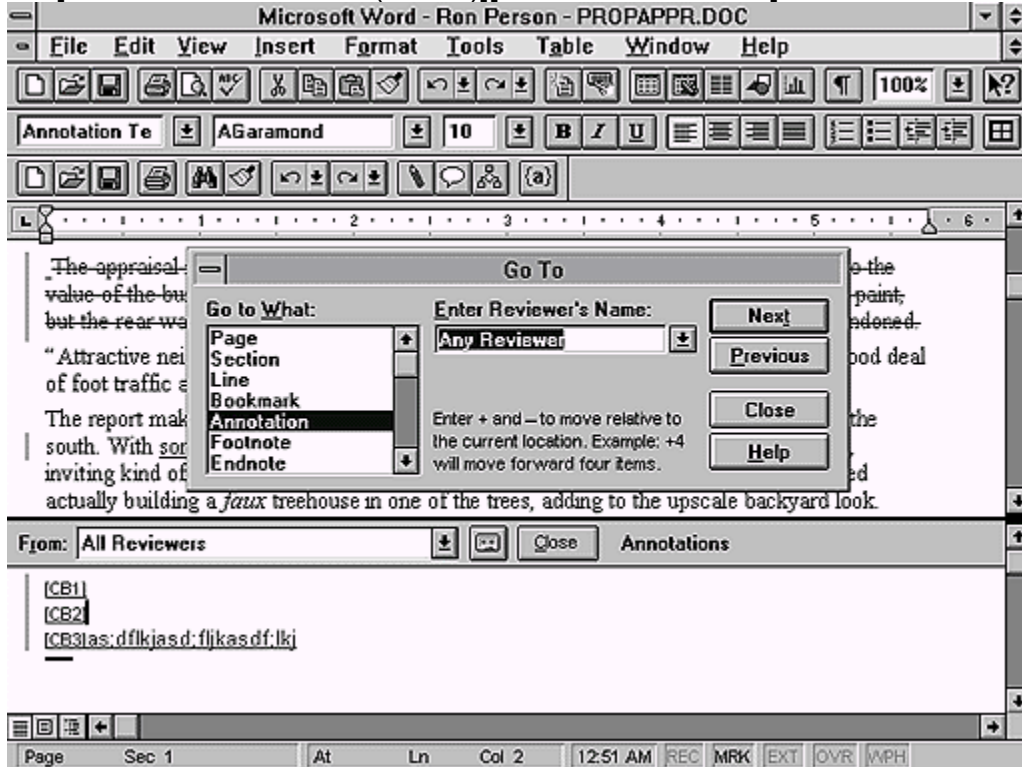 Microsoft Word - Ron Person - PROPAPPR.DOC
File Edit View Insert Format Tools Table Window Help
100%
Annotation Te AGaramond 10 B I U
{a}
1 2 3 4 5 6
The appraisal
o the
value of the bu
paint,
but the rear wa
ndoned.
"Attractive nei
ood deal
of foot traffic a
The report mak
the
south. With sor
inviting kind of
ed
actually building a faux treehouse in one of the trees, adding to the upscale backyard look.
Go To
Go to What:
Page
Section
Line
Bookmark
Annotation
Footnote
Endnote
Enter Reviewer's Name:
Any Reviewer
Enter + and – to move relative to
the current location. Example: +4
will move forward four items.
Next
Previous
Close
Help
From: All Reviewers Close Annotations
[CB1]
[CB2]
[CB3]as;dflkjasd;fljkasdf;lkj
Page Sec 1 At Ln Col 2 12:51 AM REC MRK EXT OVR WPH